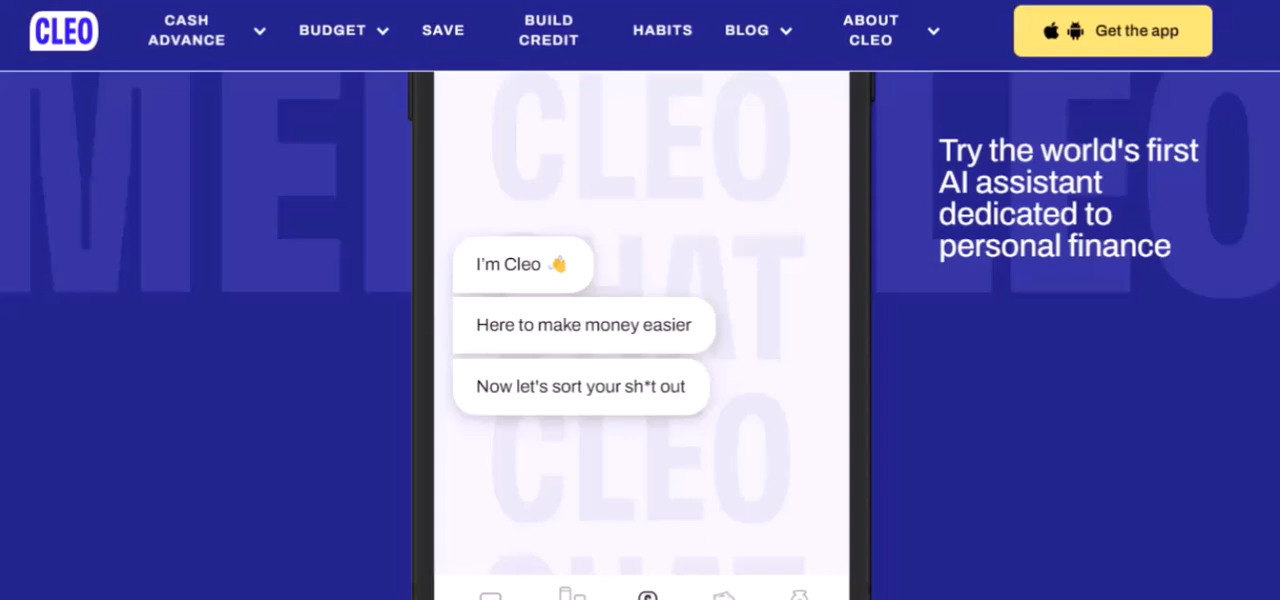 CLEO
CASH
ADVANCE
BUDGET
SAVE
BUILD
CREDIT
HABITS
BLOG
ABOUT
CLEO
Get the app
CLEO
Try the world's first
AI assistant
dedicated to
personal finance
I'm Cleo 👋
Here to make money easier
Now let's sort your sh*t out
CLEO
CHAT